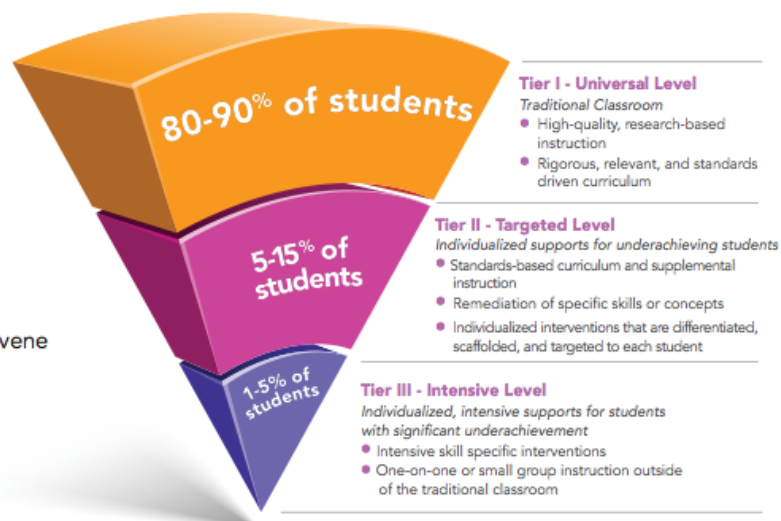 80-90% of students
Tier I - Universal Level
Traditional Classroom
• High-quality, research-based
instruction
• Rigorous, relevant, and standards
driven curriculum
5-15% of
students
Tier II - Targeted Level
Individualized supports for underachieving students
• Standards-based curriculum and supplemental
instruction
• Remediation of specific skills or concepts
• Individualized interventions that are differentiated,
scaffolded, and targeted to each student
vene
1-5% of
students
Tier III - Intensive Level
Individualized, intensive supports for students
with significant underachievement
• Intensive skill specific interventions
• One-on-one or small group instruction outside
of the traditional classroom